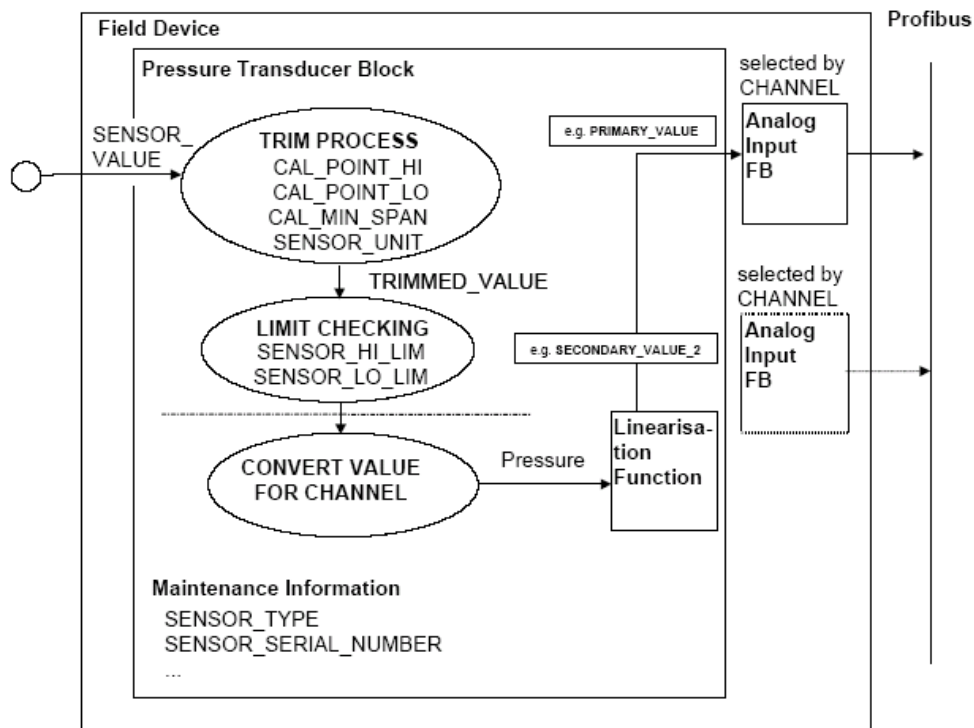 Profibus
Field Device
Pressure Transducer Block
selected by
CHANNEL
SENSOR_
VALUE
TRIM PROCESS
CAL_POINT_HI
CAL_POINT_LO
CAL_MIN_SPAN
SENSOR_UNIT
e.g. PRIMARY_VALUE
Analog
Input
FB
TRIMMED_VALUE
selected by
CHANNEL
LIMIT CHECKING
SENSOR_HI_LIM
SENSOR_LO_LIM
e.g. SECONDARY_VALUE_2
Analog
Input
FB
CONVERT VALUE
FOR CHANNEL
Pressure
Linearisa-
tion
Function
Maintenance Information
SENSOR_TYPE
SENSOR_SERIAL_NUMBER
...